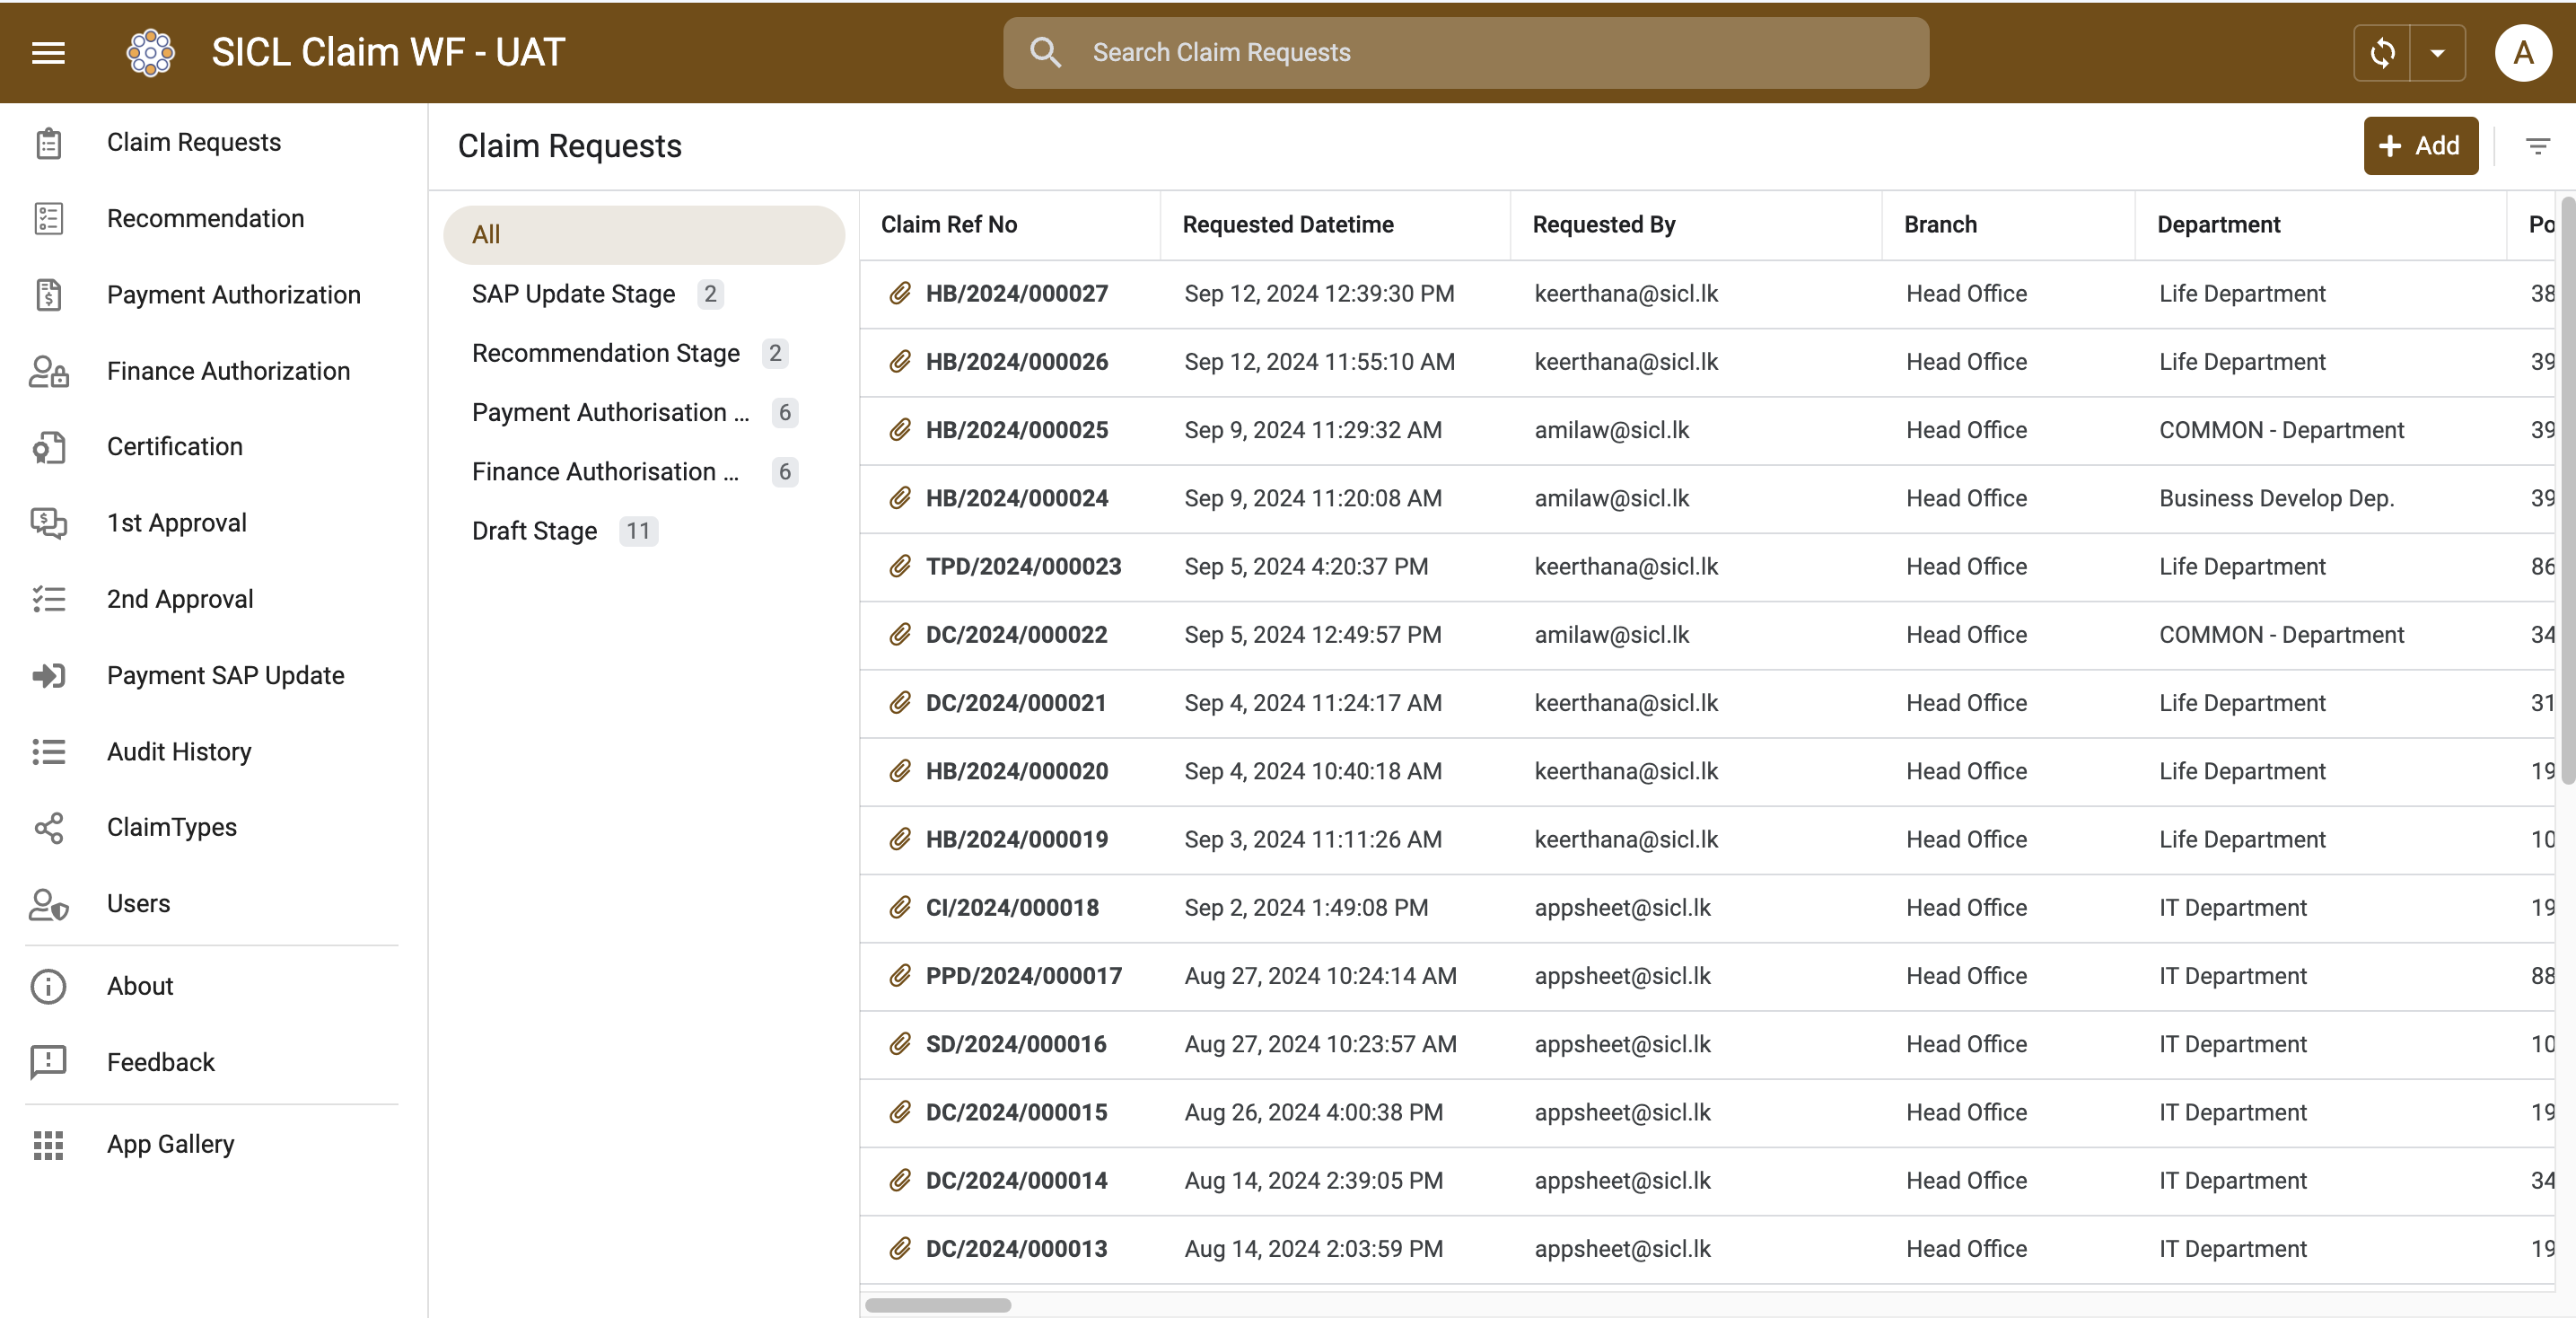 SICL Claim WF - UAT
Search Claim Requests
A
Claim Requests
Recommendation
Payment Authorization
Finance Authorization
Certification
1st Approval
2nd Approval
Payment SAP Update
Audit History
ClaimTypes
Users
About
Feedback
App Gallery
Claim Requests
Add
All
SAP Update Stage 2
Recommendation Stage 2
Payment Authorisation ... 6
Finance Authorisation ... 6
Draft Stage 11
Claim Ref No Requested Datetime Requested By Branch Department Po
HB/2024/000027 Sep 12, 2024 12:39:30 PM keerthana@sicl.lk Head Office Life Department 38
HB/2024/000026 Sep 12, 2024 11:55:10 AM keerthana@sicl.lk Head Office Life Department 39
HB/2024/000025 Sep 9, 2024 11:29:32 AM amilaw@sicl.lk Head Office COMMON - Department 39
HB/2024/000024 Sep 9, 2024 11:20:08 AM amilaw@sicl.lk Head Office Business Develop Dep. 39
TPD/2024/000023 Sep 5, 2024 4:20:37 PM keerthana@sicl.lk Head Office Life Department 86
DC/2024/000022 Sep 5, 2024 12:49:57 PM amilaw@sicl.lk Head Office COMMON - Department 34
DC/2024/000021 Sep 4, 2024 11:24:17 AM keerthana@sicl.lk Head Office Life Department 31
HB/2024/000020 Sep 4, 2024 10:40:18 AM keerthana@sicl.lk Head Office Life Department 19
HB/2024/000019 Sep 3, 2024 11:11:26 AM keerthana@sicl.lk Head Office Life Department 10
CI/2024/000018 Sep 2, 2024 1:49:08 PM appsheet@sicl.lk Head Office IT Department 19
PPD/2024/000017 Aug 27, 2024 10:24:14 AM appsheet@sicl.lk Head Office IT Department 88
SD/2024/000016 Aug 27, 2024 10:23:57 AM appsheet@sicl.lk Head Office IT Department 10
DC/2024/000015 Aug 26, 2024 4:00:38 PM appsheet@sicl.lk Head Office IT Department 19
DC/2024/000014 Aug 14, 2024 2:39:05 PM appsheet@sicl.lk Head Office IT Department 34
DC/2024/000013 Aug 14, 2024 2:03:59 PM appsheet@sicl.lk Head Office IT Department 19